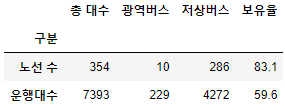 총 대수 광역버스 저상버스 보유율
구분
노선 수 354 10 286 83.1
운행대수 7393 229 4272 59.6